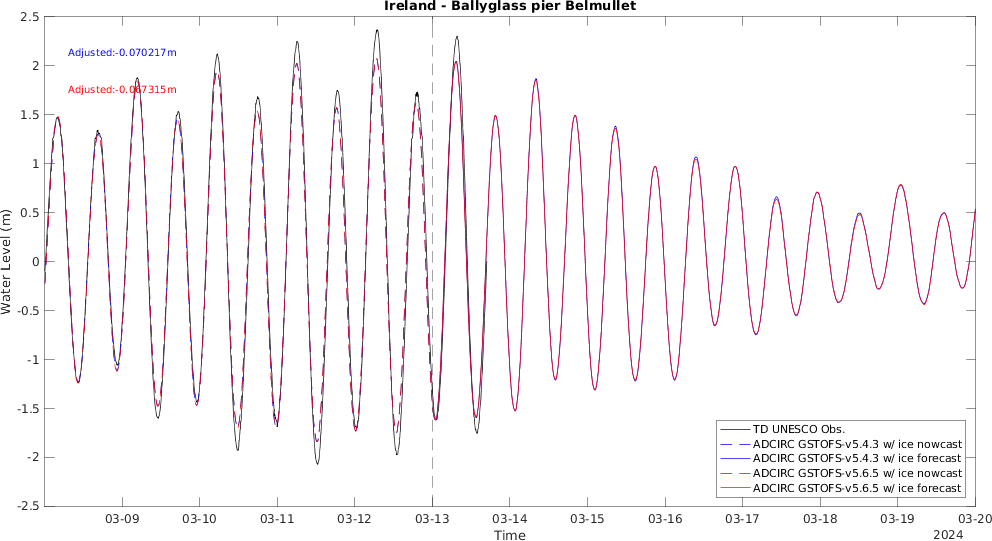 Ireland - Ballyglass pier Belmullet
Adjusted:-0.070217m
Adjusted:-0.067315m
2.5
2
1.5
1
0.5
0
-0.5
-1
-1.5
-2
-2.5
Water Level (m)
03-09
03-10
03-11
03-12
03-13
03-14
03-15
03-16
03-17
03-18
03-19
03-20
Time
2024
TD UNESCO Obs.
ADCIRC GSTOFS-v5.4.3 w/ ice nowcast
ADCIRC GSTOFS-v5.4.3 w/ ice forecast
ADCIRC GSTOFS-v5.6.5 w/ ice nowcast
ADCIRC GSTOFS-v5.6.5 w/ ice forecast